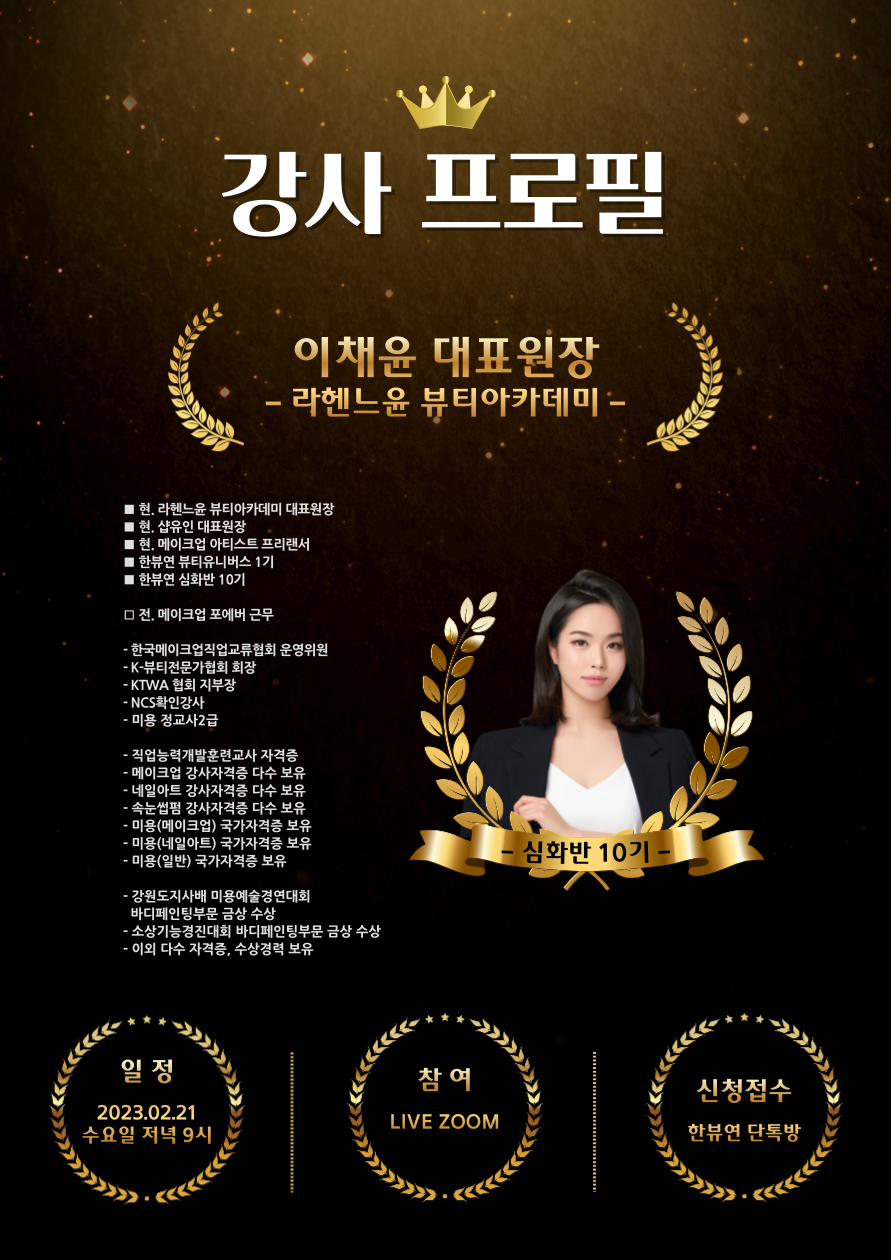 강사 프로필
이채윤 대표원장
- 라헨느윤 뷰티아카데미 -
■ 현. 라헨느윤 뷰티아카데미 대표원장
■ 현. 샵유인 대표원장
■ 현. 메이크업 아티스트 프리랜서
■ 한뷰연 뷰티유니버스 1기
■ 한뷰연 심화반 10기
□ 전. 메이크업 포에버 근무
- 한국메이크업직업교류협회 운영위원
- K-뷰티전문가협회 회장
- KTWA 협회 지부장
- NCS확인강사
- 미용 정교사2급
- 직업능력개발훈련교사 자격증
- 메이크업 강사자격증 다수 보유
- 네일아트 강사자격증 다수 보유
- 속눈썹펌 강사자격증 다수 보유
- 미용(메이크업) 국가자격증 보유
- 미용(네일아트) 국가자격증 보유
- 미용(일반) 국가자격증 보유
- 강원도지사배 미용예술경연대회
바디페인팅부문 금상 수상
- 소상기능경진대회 바디페인팅부문 금상 수상
- 이외 다수 자격증, 수상경력 보유
- 심화반 10기 -
일 정
2023.02.21
수요일 저녁 9시
참 여
LIVE ZOOM
신청접수
한뷰연 단톡방